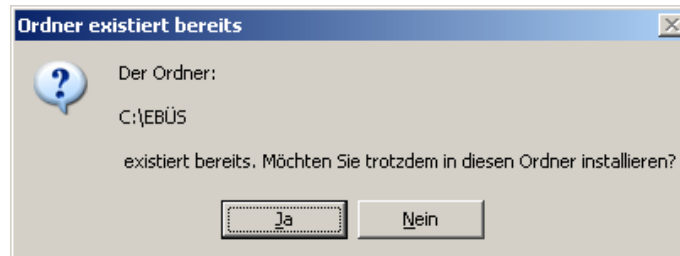 Ordner existiert bereits
Der Ordner:
C:\EBÜS
existiert bereits. Möchten Sie trotzdem in diesen Ordner installieren?
Ja
Nein